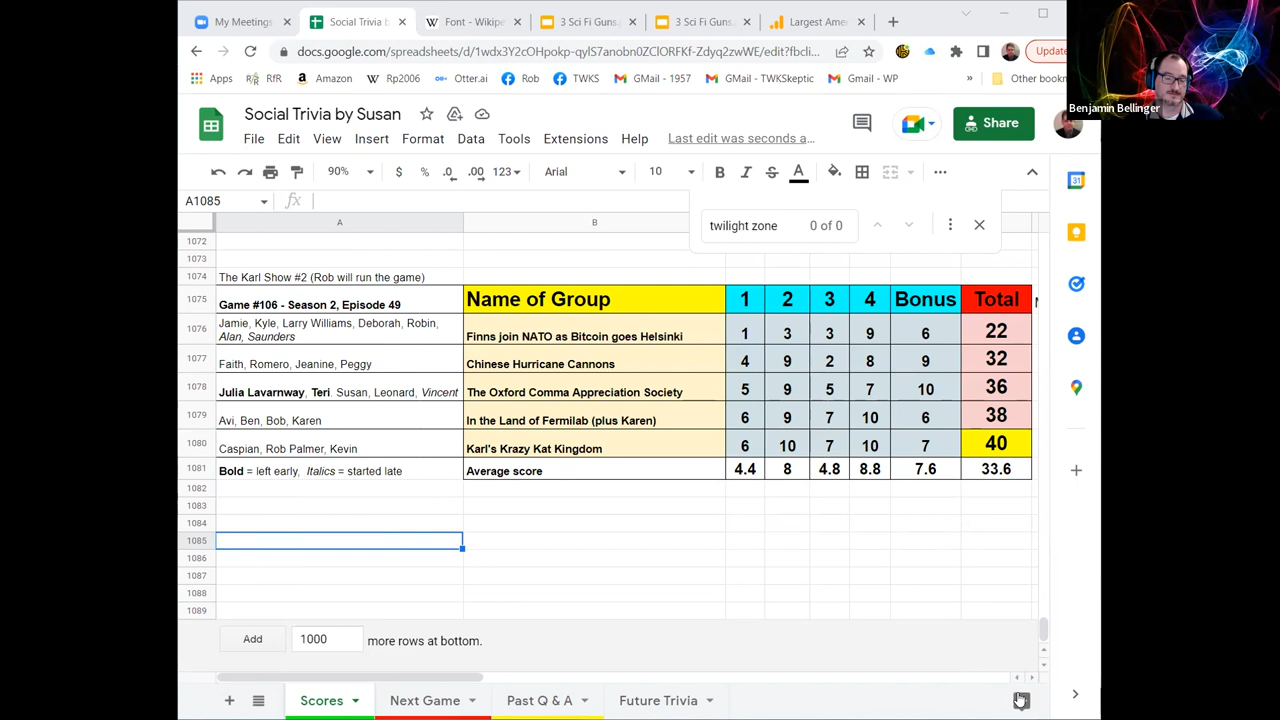 My Meetings
Social Trivia b
Font - Wikipe
3 Sci Fi Guns.
3 Sci Fi Guns.
Largest Ame
docs.google.com/spreadsheets/d/1wdx3Y2cOHpokp-qylS7anobn0ZClORFKf-Zdyq2zwWE/edit?fbcli...
Update
Apps
RfR
Amazon
Rp2006
Otter.ai
Rob
TWKS
GMail - 1957
GMail - TWKSkeptic
Gmail - WP
»
Other bookm
Benjamin Bellinger
Social Trivia by Susan
Share
File Edit View Insert Format Data Tools Extensions Help Last edit was seconds a...
90% $ % .0 .00 123 Arial 10 B I S A
A1085 fx
twilight zone 0 of 0
A B
1072
1073
1074 The Karl Show #2 (Rob will run the game)
1075 Game #106 - Season 2, Episode 49 Name of Group 1 2 3 4 Bonus Total
1076 Jamie, Kyle, Larry Williams, Deborah, Robin,
Alan, Saunders Finns join NATO as Bitcoin goes Helsinki 1 3 3 9 6 22
1077 Faith, Romero, Jeanine, Peggy Chinese Hurricane Cannons 4 9 2 8 9 32
1078 Julia Lavarnway, Teri. Susan, Leonard, Vincent The Oxford Comma Appreciation Society 5 9 5 7 10 36
1079 Avi, Ben, Bob, Karen In the Land of Fermilab (plus Karen) 6 9 7 10 6 38
1080 Caspian, Rob Palmer, Kevin Karl's Krazy Kat Kingdom 6 10 7 10 7 40
1081 Bold = left early, Italics = started late Average score 4.4 8 4.8 8.8 7.6 33.6
1082
1083
1084
1085
1086
1087
1088
1089
Add 1000 more rows at bottom.
Scores Next Game Past Q & A Future Trivia